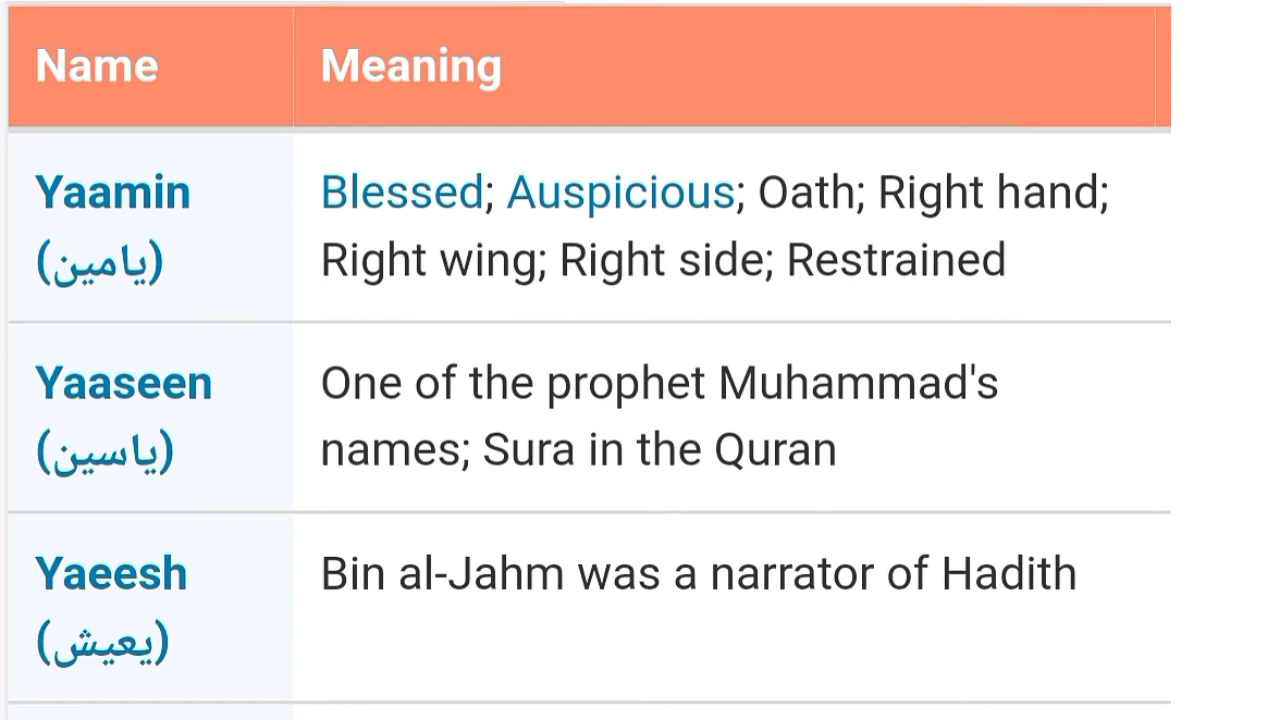 Name Meaning
Yaamin Blessed; Auspicious; Oath; Right hand;
(يامين) Right wing; Right side; Restrained
Yaaseen One of the prophet Muhammad's
(ياسين) names; Sura in the Quran
Yaeesh Bin al-Jahm was a narrator of Hadith
(يعيش)